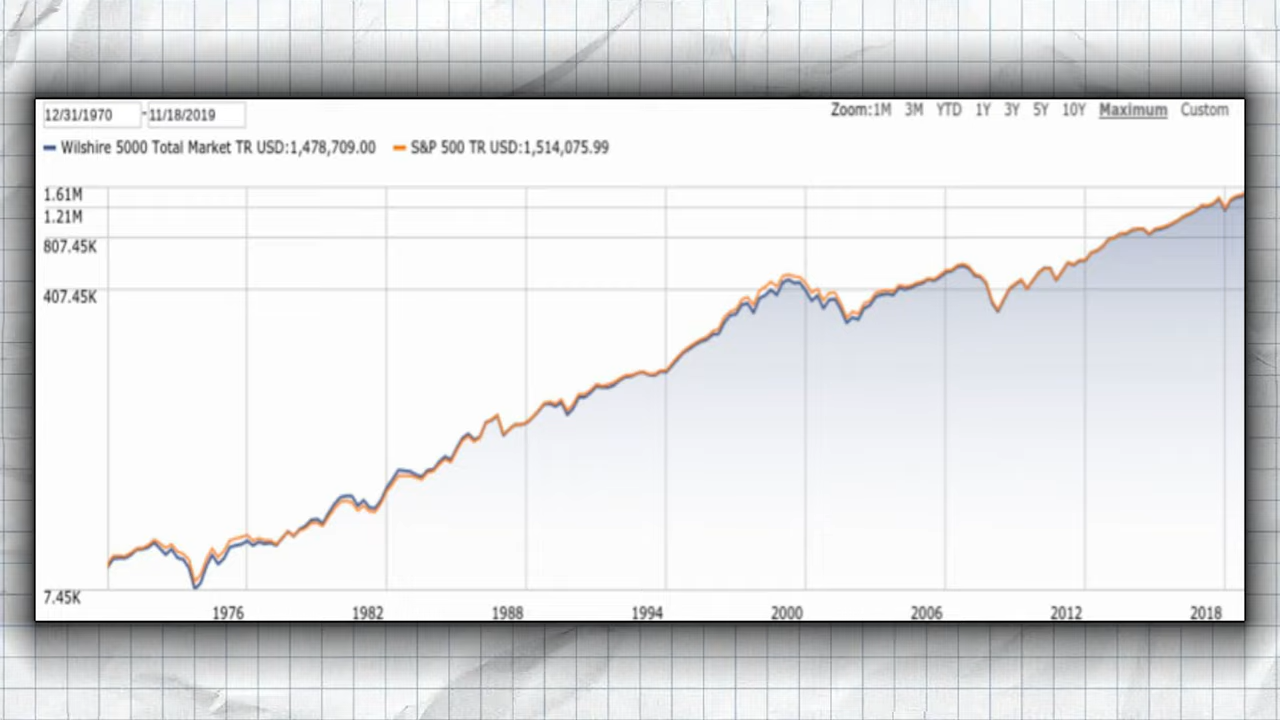 12/31/1970 - 11/18/2019 Zoom: 1M 3M YTD 1Y 3Y 5Y 10Y Maximum Custom
Wilshire 5000 Total Market TR USD:1,478,709.00 S&P 500 TR USD:1,514,075.99
1.61M
1.21M
807.45K
407.45K
7.45K
1976 1982 1988 1994 2000 2006 2012 2018